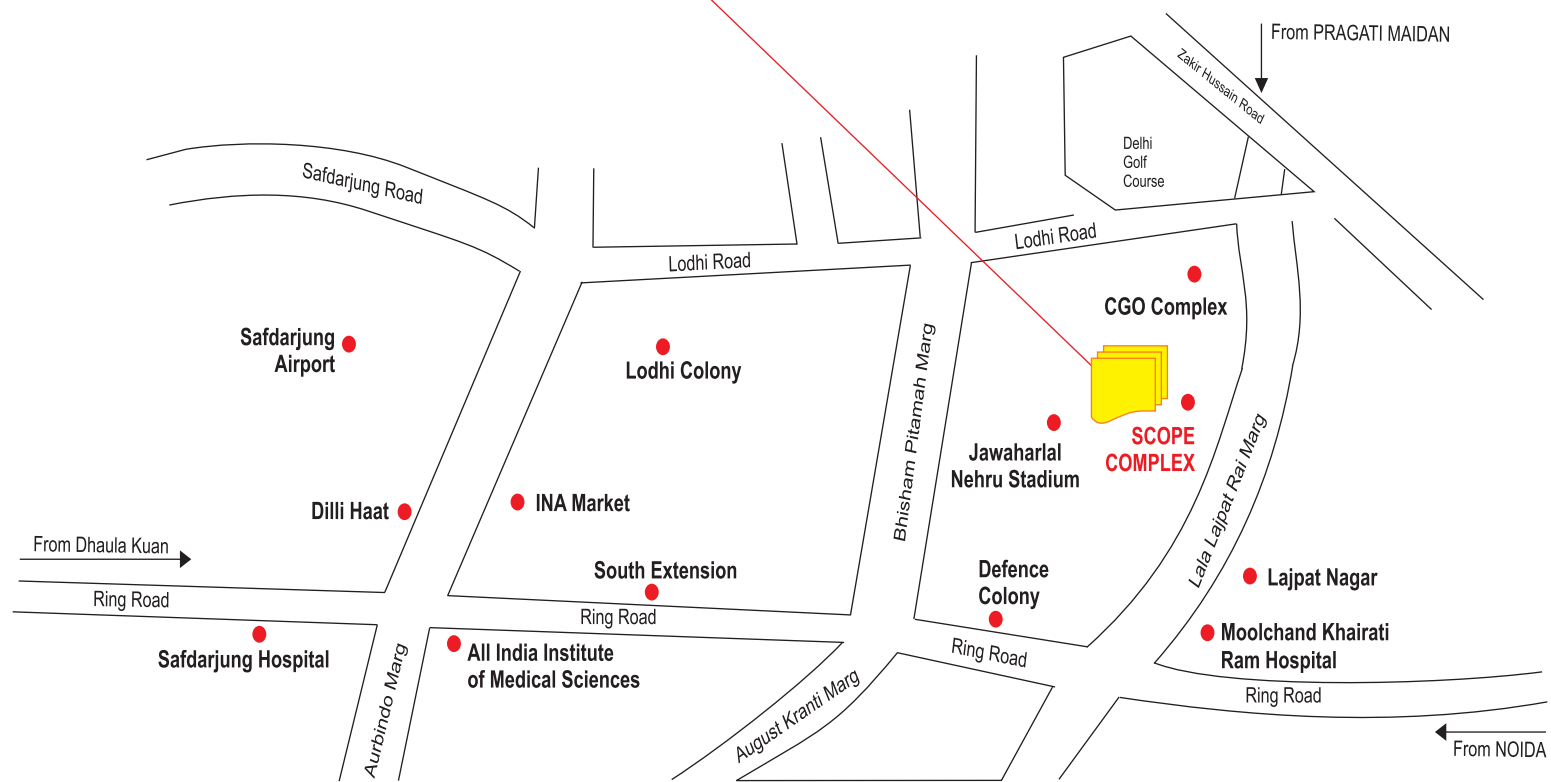 From PRAGATI MAIDAN
Zakir Hussain Road
Delhi
Golf
Course
Safdarjung Road
Lodhi Road
Lodhi Road
CGO Complex
Safdarjung
Airport
Lodhi Colony
Bhisham Pitamah Marg
SCOPE
COMPLEX
Jawaharlal
Nehru Stadium
Lala Lajpat Rai Marg
Dilli Haat
INA Market
From Dhaula Kuan
South Extension
Defence
Colony
Lajpat Nagar
Ring Road
Ring Road
Ring Road
Moolchand Khairati
Ram Hospital
Safdarjung Hospital
All India Institute
of Medical Sciences
Aurbindo Marg
August Kranti Marg
Ring Road
From NOIDA